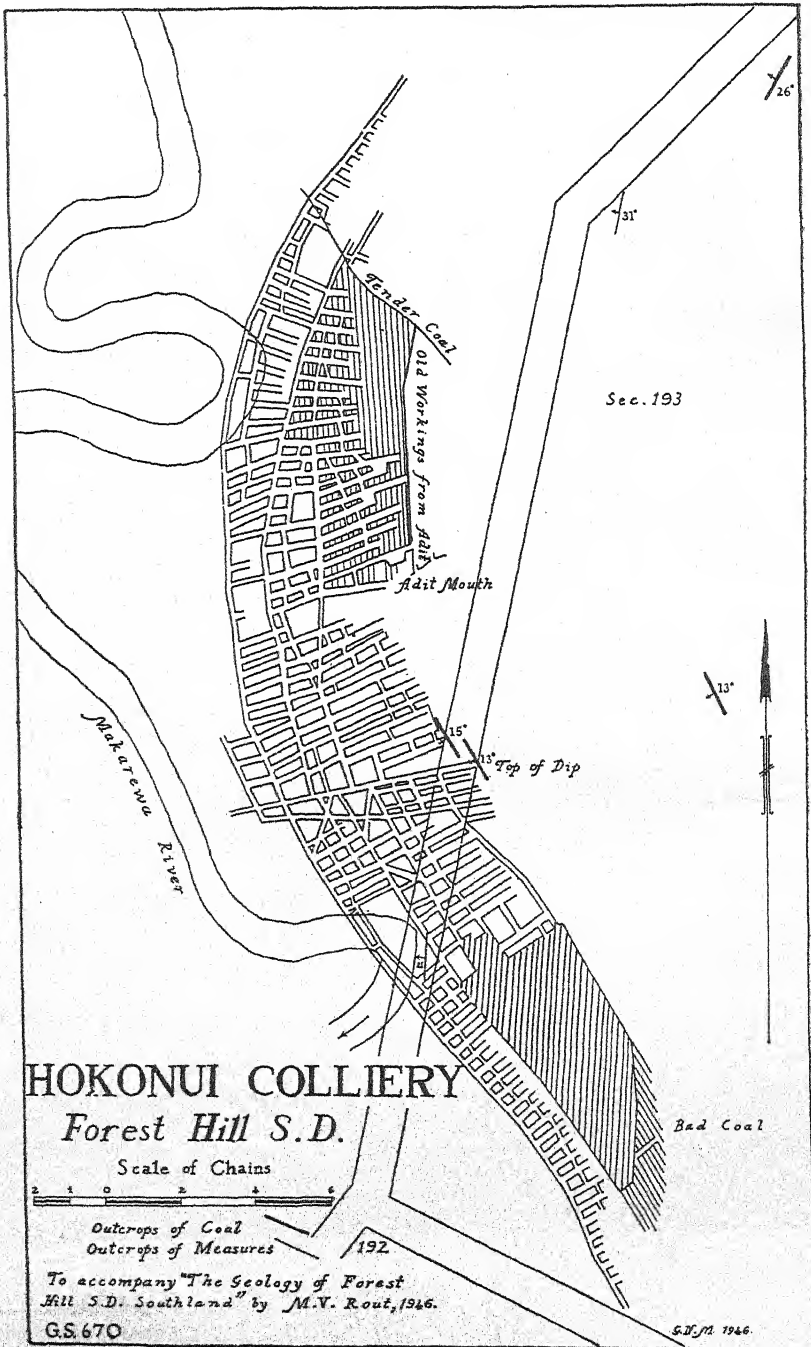 26°
31°
Tender Coal
Old Workings from Adit
Sec. 193
Adit Mouth
13°
15°
13°
Top of Dip
Makarewa River
Bad Coal
HOKONUI COLLIERY
Forest Hill S.D.
Scale of Chains
2 1 0 2 4 6
Outcrops of Coal
Outcrops of Measures
192
To accompany "The Geology of Forest
Hill S.D. Southland" by M.V. Rout, 1946.
G.S. 670
1946.